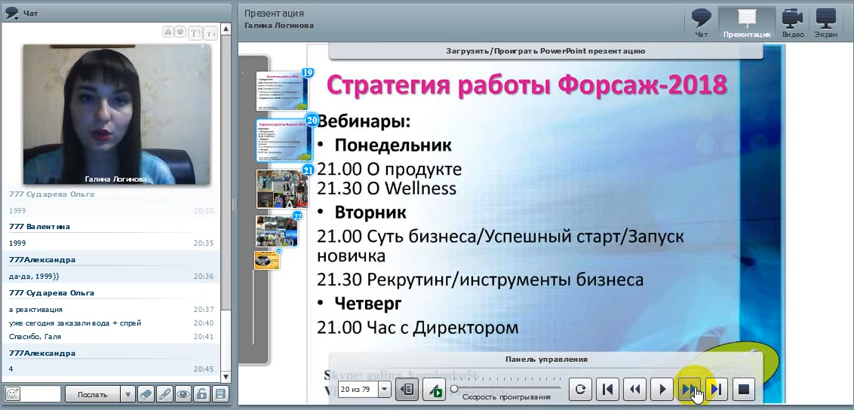 Чат
Галина Логинова
777 Сударева Ольга
1999
777 Валентина
1999 20:35
777Александра
да-да, 1999)) 20:36
777 Сударева Ольга
а реактивация 20:37
уже сегодня заказали вода + спрей 20:40
Спасибо, Галя 20:41
777Александра
4 20:45
Послать
Презентация
Галина Логинова
Чат
Презентация
Видео
Экран
Загрузить/Проиграть PowerPoint презентацию
19
20
21
22
Стратегия работы Форсаж-2018
Вебинары:
• Понедельник
21.00 О продукте
21.30 О Wellness
• Вторник
21.00 Суть бизнеса/Успешный старт/Запуск
новичка
21.30 Рекрутинг/инструменты бизнеса
• Четверг
21.00 Час с Директором
Панель управления
20 из 79
Скорость проигрывания